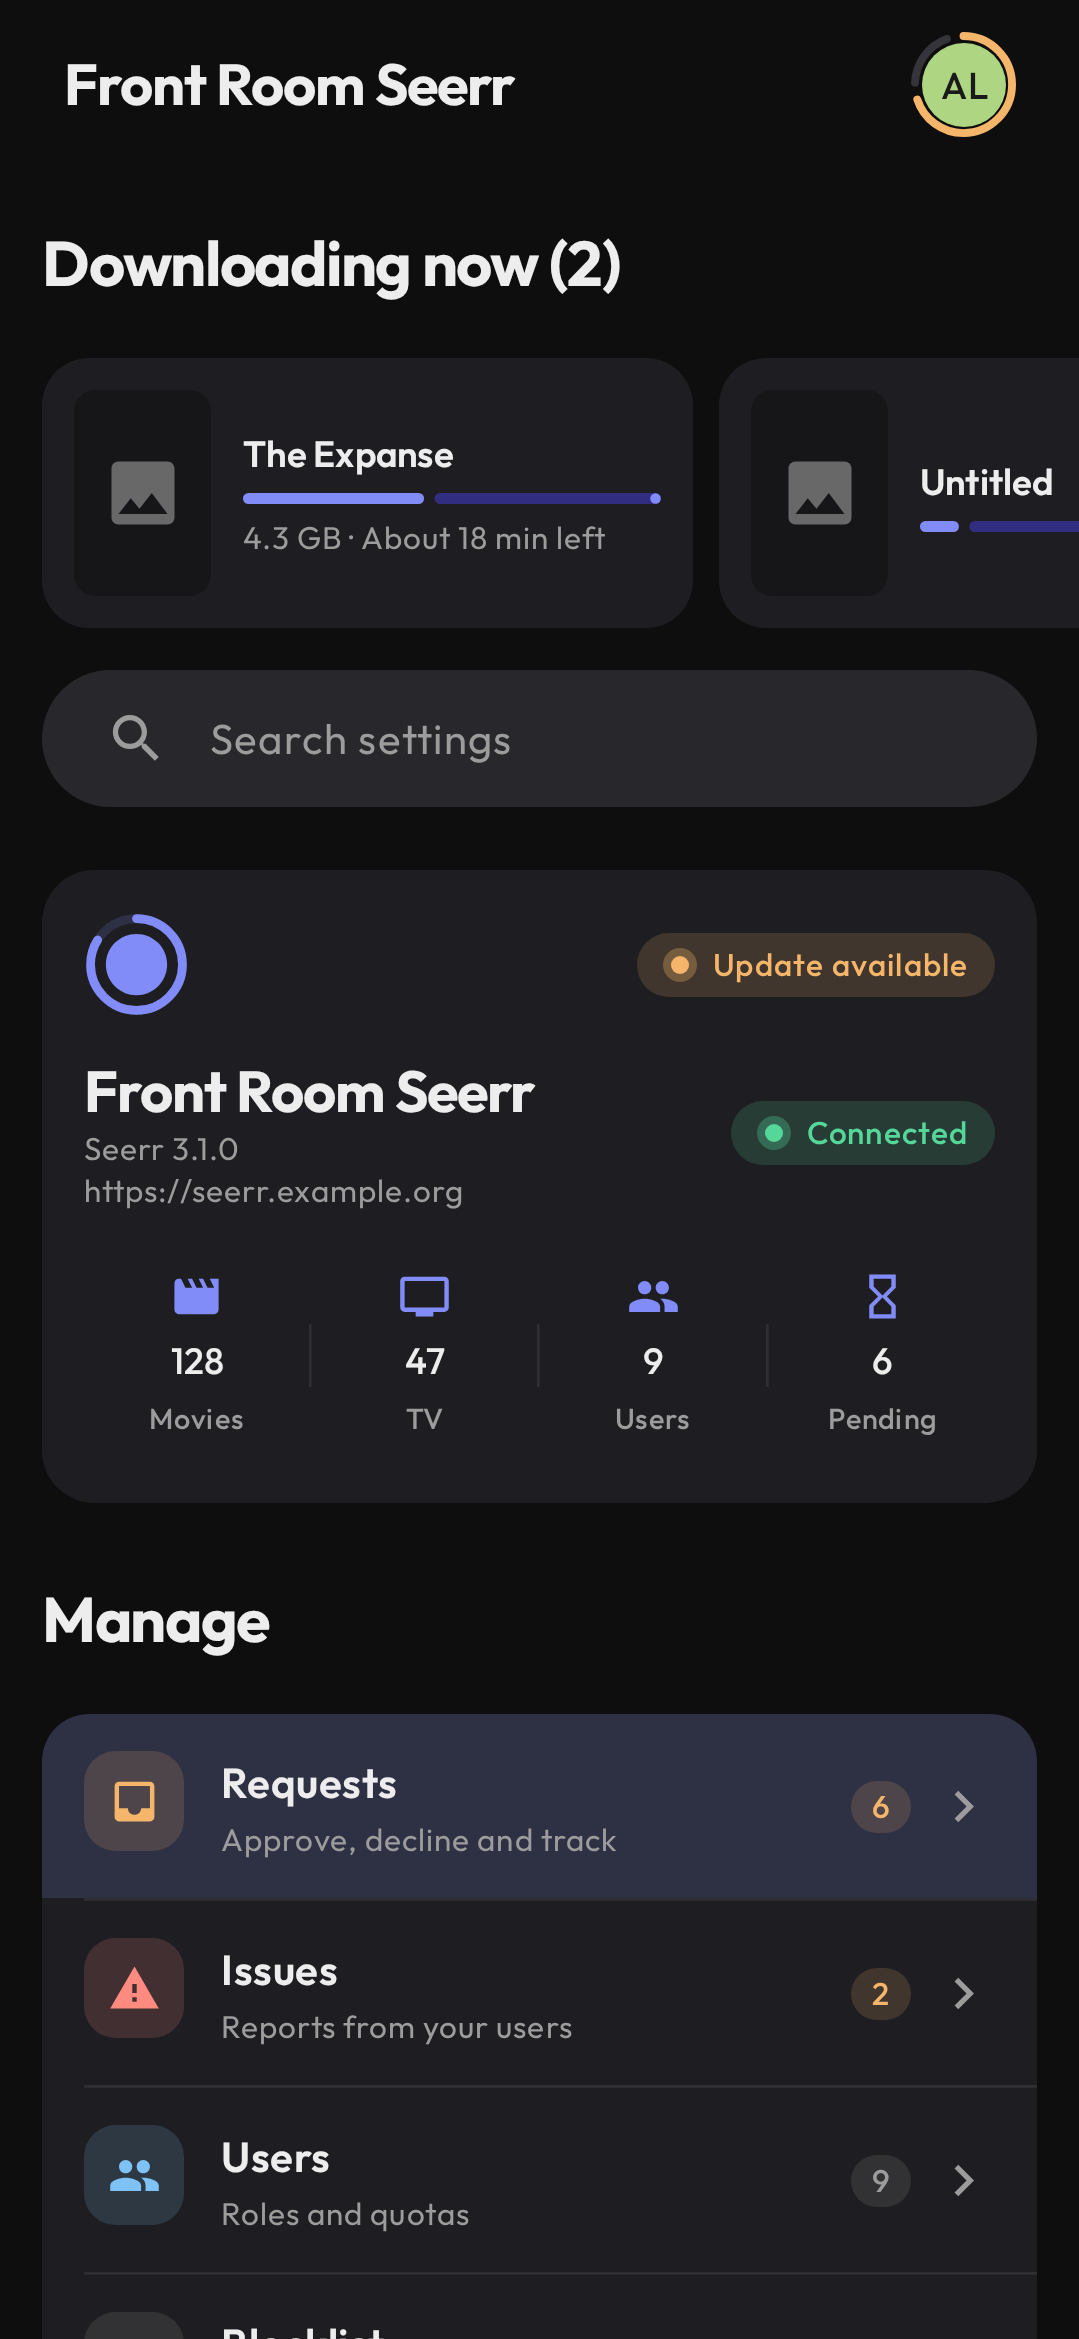 Front Room Seerr
AL
Downloading now (2)
The Expanse
4.3 GB · About 18 min left
Untitled
Search settings
Update available
Front Room Seerr
Connected
Seerr 3.1.0
https://seerr.example.org
128
47
9
6
Movies
TV
Users
Pending
Manage
Requests
Approve, decline and track
6
Issues
Reports from your users
2
Users
Roles and quotas
9
Blocklist